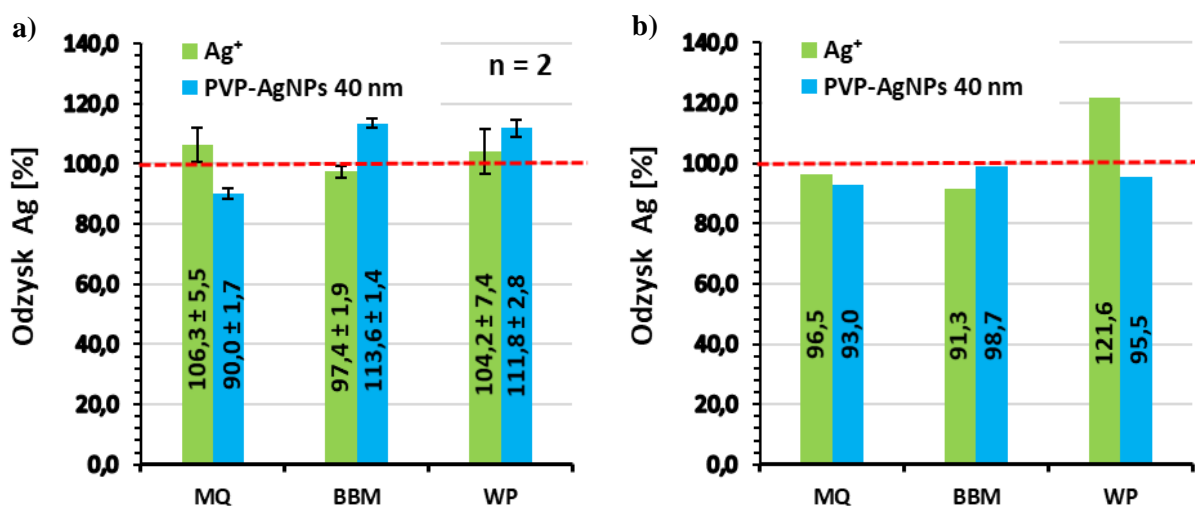 a)
Odzysk Ag [%]
140,0
120,0
100,0
80,0
60,0
40,0
20,0
0,0
Ag⁺
PVP-AgNPs 40 nm
n = 2
106,3 ± 5,5
90,0 ± 1,7
97,4 ± 1,9
113,6 ± 1,4
104,2 ± 7,4
111,8 ± 2,8
MQ BBM WP
b)
Odzysk Ag [%]
140,0
120,0
100,0
80,0
60,0
40,0
20,0
0,0
Ag⁺
PVP-AgNPs 40 nm
96,5
93,0
91,3
98,7
121,6
95,5
MQ BBM WP